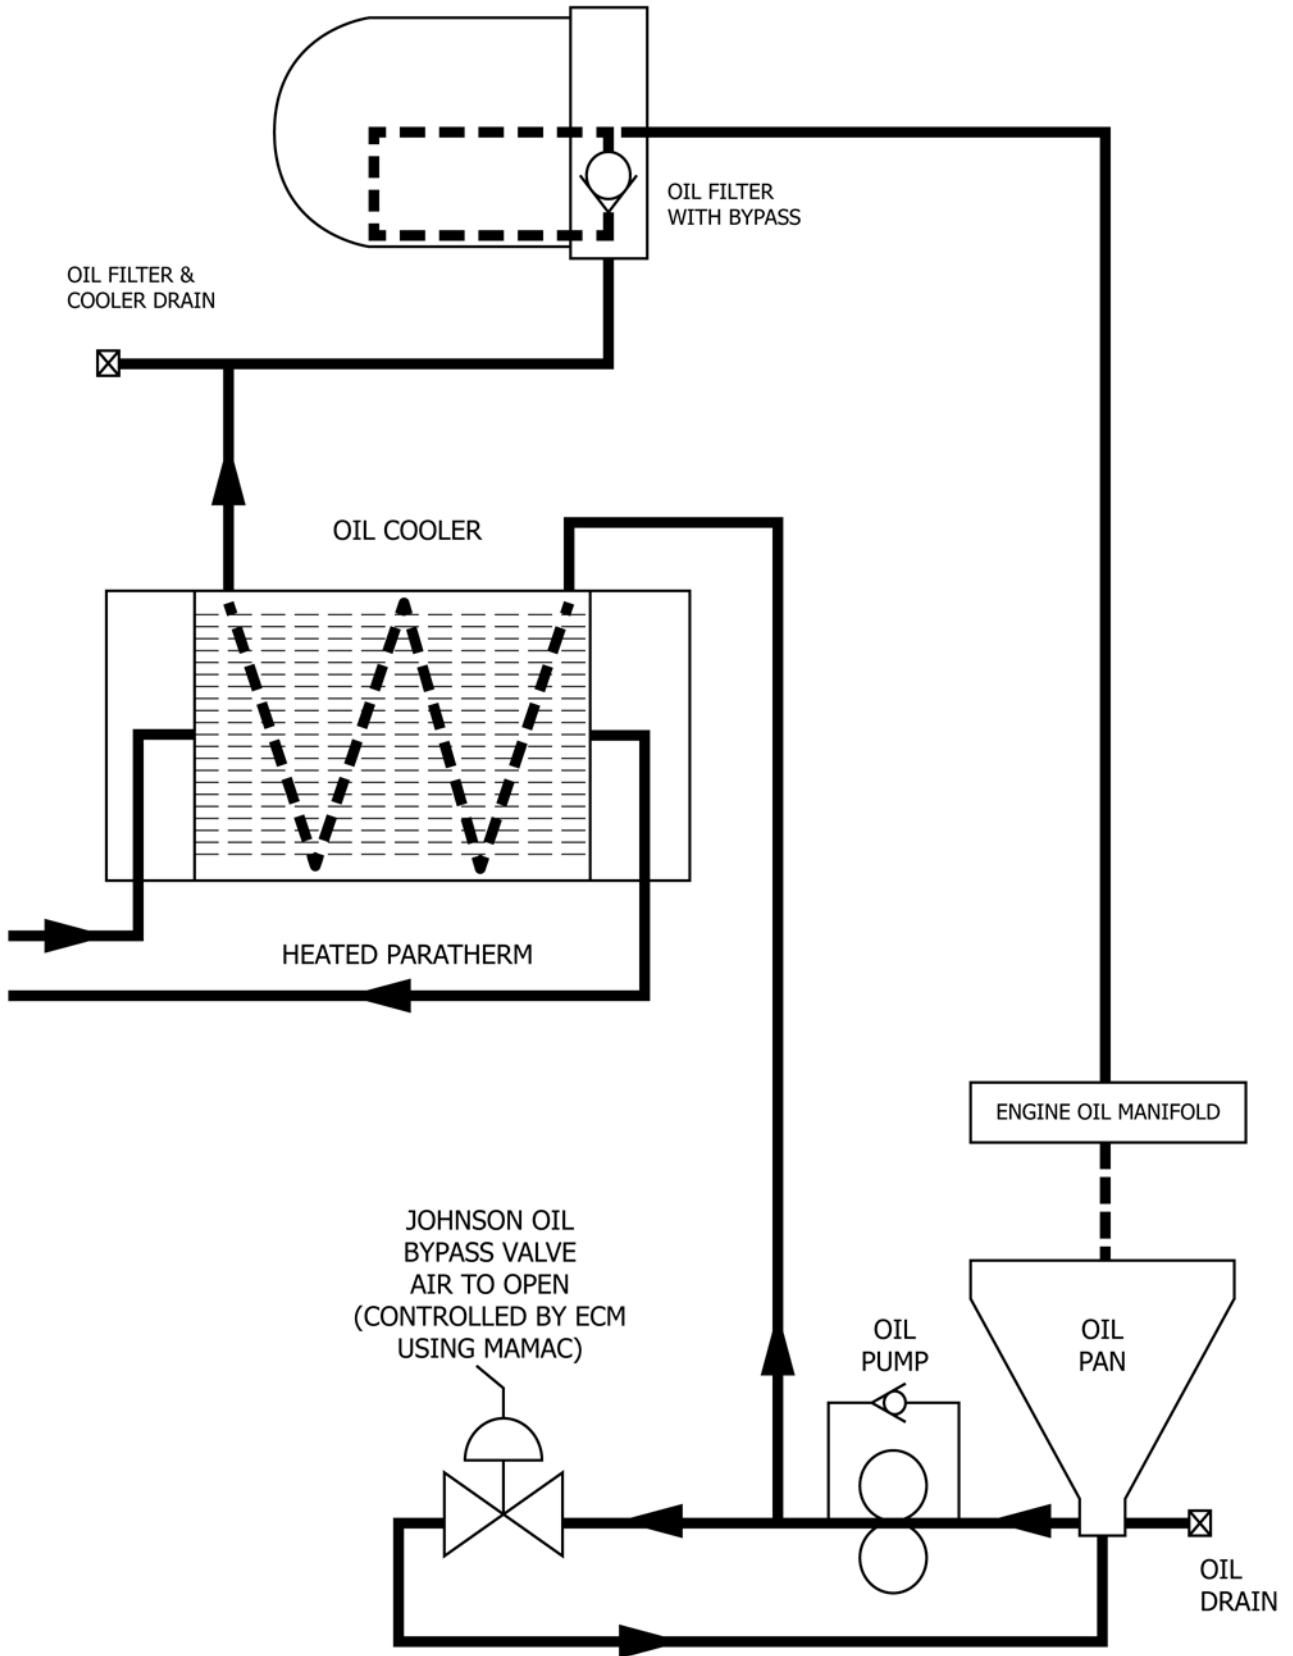 OIL FILTER
WITH BYPASS
OIL FILTER &
COOLER DRAIN
OIL COOLER
HEATED PARATHERM
ENGINE OIL MANIFOLD
JOHNSON OIL
BYPASS VALVE
AIR TO OPEN
(CONTROLLED BY ECM
USING MAMAC)
OIL
PUMP
OIL
PAN
OIL
DRAIN